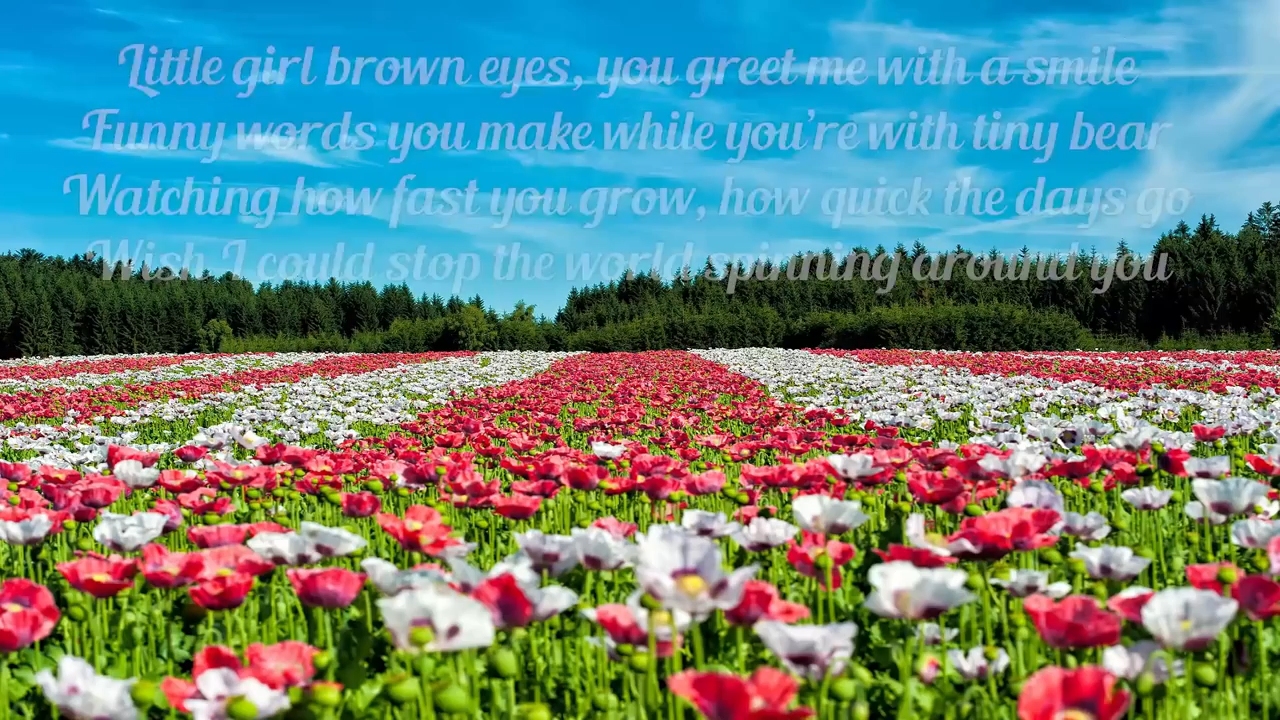 Little girl brown eyes, you greet me with a smile
Funny words you make while you're with tiny bear
Watching how fast you grow, how quick the days go
Wish I could stop the world spinning around you